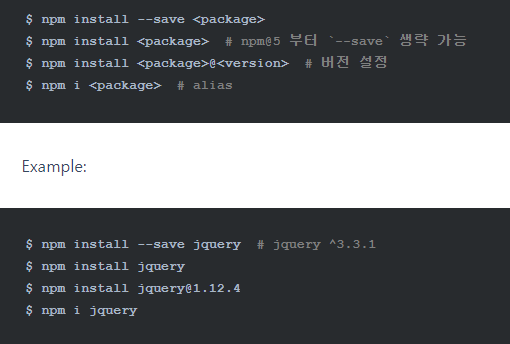 $ npm install --save <package>
$ npm install <package>  # npm@5 부터 `--save` 생략 가능
$ npm install <package>@<version>  # 버전 설정
$ npm i <package>  # alias
Example:
$ npm install --save jquery  # jquery ^3.3.1
$ npm install jquery
$ npm install jquery@1.12.4
$ npm i jquery